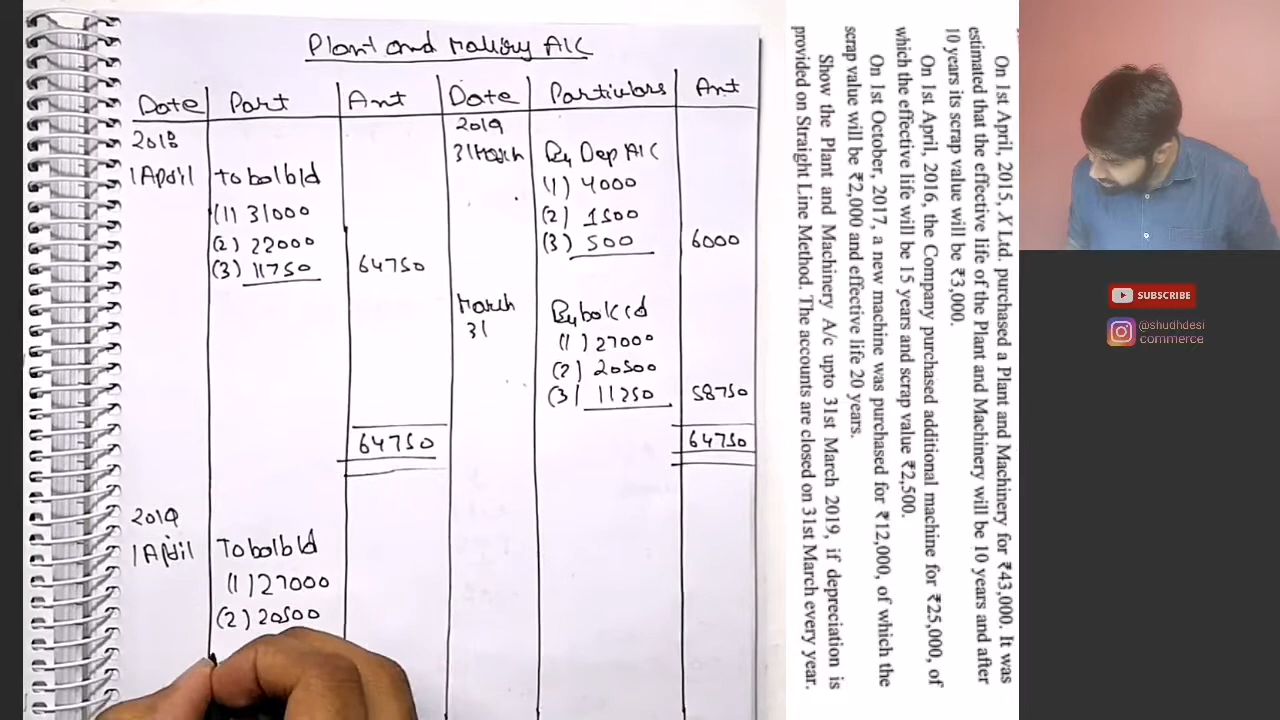 Plant and Machinery A/C
Date Part Amt Date Particulars Amt
2018
1 April To bal b/d
(1) 31000
(2) 22000
(3) 11750 64750
64750
2019
1 April To bal b/d
(1) 27000
(2) 20500
2019
31 March By Dep A/C
(1) 4000
(2) 1500
(3) 500 6000
March
31
By bal c/d
(1) 27000
(2) 20500
(3) 11250 58750
64750
On 1st April, 2015, X Ltd. purchased a Plant and Machinery for ₹43,000. It was
estimated that the effective life of the Plant and Machinery will be 10 years and after
10 years its scrap value will be ₹3,000.
On 1st April, 2016, the Company purchased additional machine for ₹25,000, of
which the effective life will be 15 years and scrap value ₹2,500.
On 1st October, 2017, a new machine was purchased for ₹12,000, of which the
scrap value will be ₹2,000 and effective life 20 years.
Show the Plant and Machinery A/c upto 31st March 2019, if depreciation is
provided on Straight Line Method. The accounts are closed on 31st March every year.
SUBSCRIBE
@shudhdesi
commerce